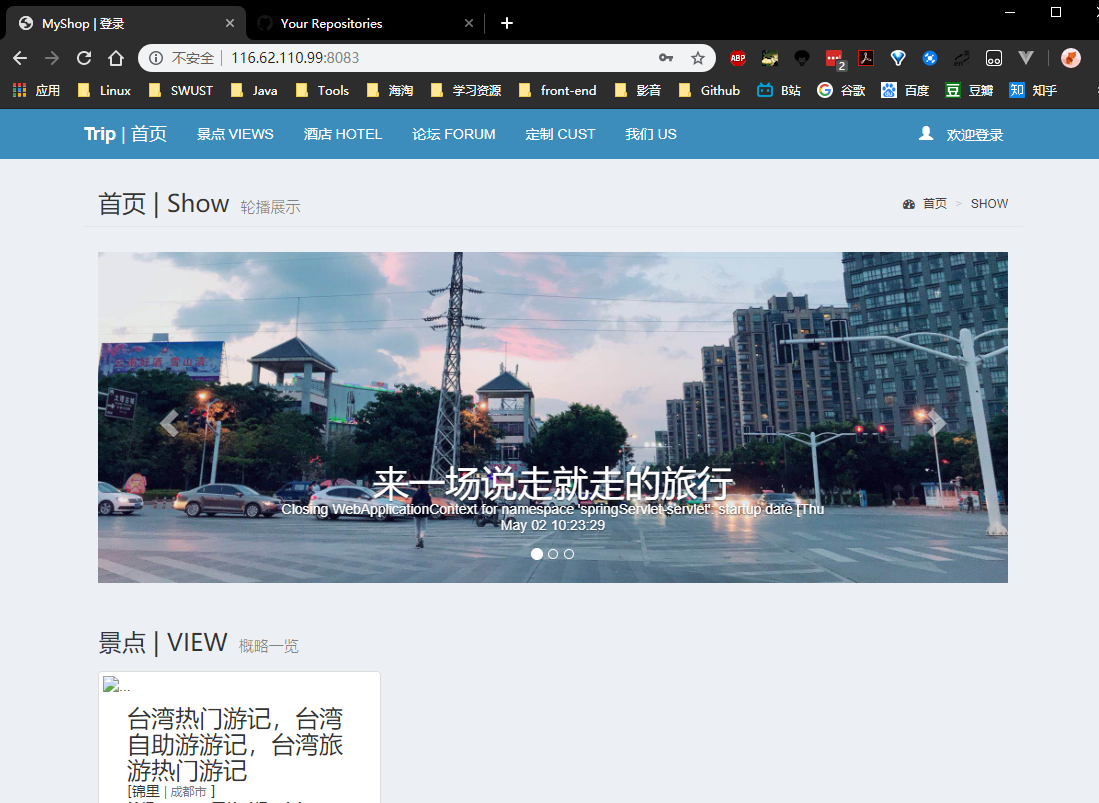 MyShop | 登录
Your Repositories
不安全 116.62.110.99:8083
ABP 2
应用 Linux SWUST Java Tools 海淘 学习资源 front-end 影音 Github B站 谷歌 百度 豆 豆瓣 知 知乎
Trip | 首页 景点 VIEWS 酒店 HOTEL 论坛 FORUM 定制 CUST 我们 US 欢迎登录
首页 | Show 轮播展示
首页 > SHOW
来一场说走就走的旅行
Closing WebApplicationContext for namespace 'springServlet-servlet': startup date [Thu
May 02 10:23:29
景点 | VIEW 概略一览
...
台湾热门游记，台湾
自助游游记，台湾旅
游热门游记
[锦里 | 成都市 ]